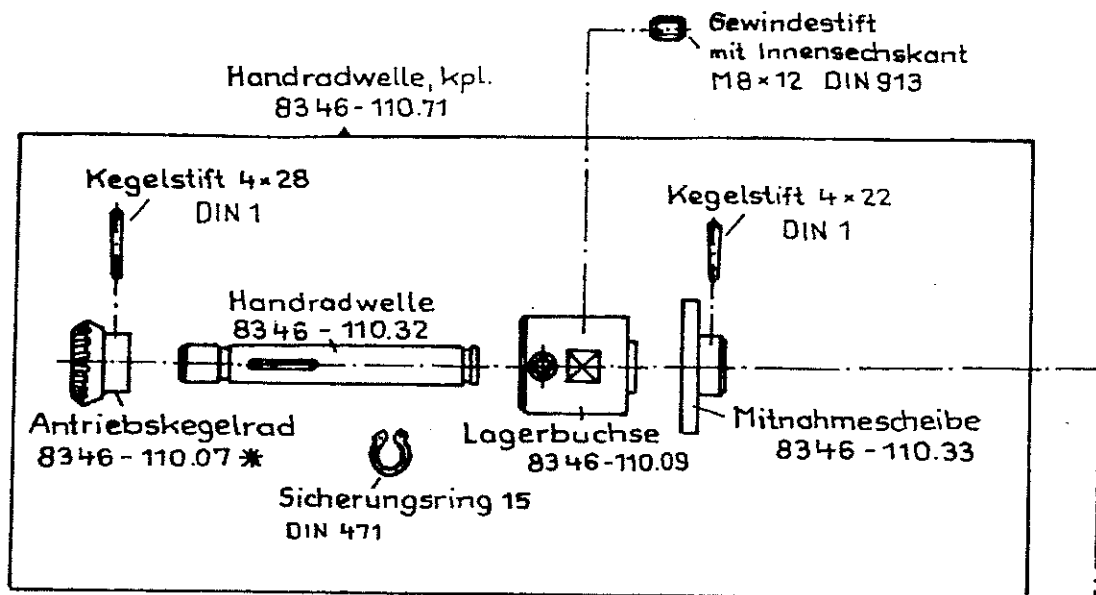 Gewindestift
mit Innensechskant
M8×12 DIN 913
Handradwelle, kpl.
8346-110.71
Kegelstift 4×28
DIN 1
Kegelstift 4×22
DIN 1
Handradwelle
8346-110.32
Antriebskegelrad
8346-110.07 *
Lagerbuchse
8346-110.09
Mitnahmescheibe
8346-110.33
Sicherungsring 15
DIN 471